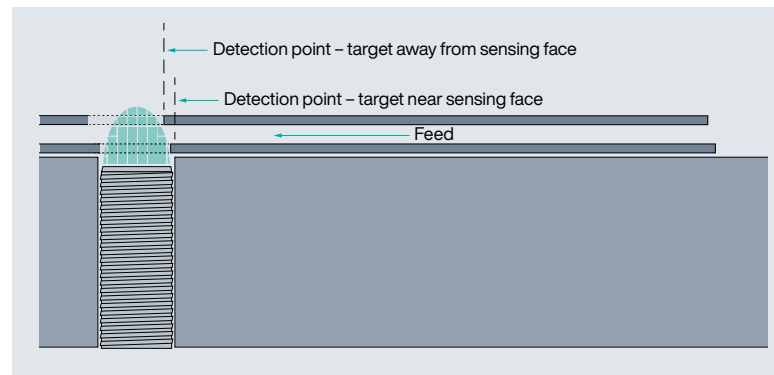 Detection point – target away from sensing face
Detection point – target near sensing face
Feed